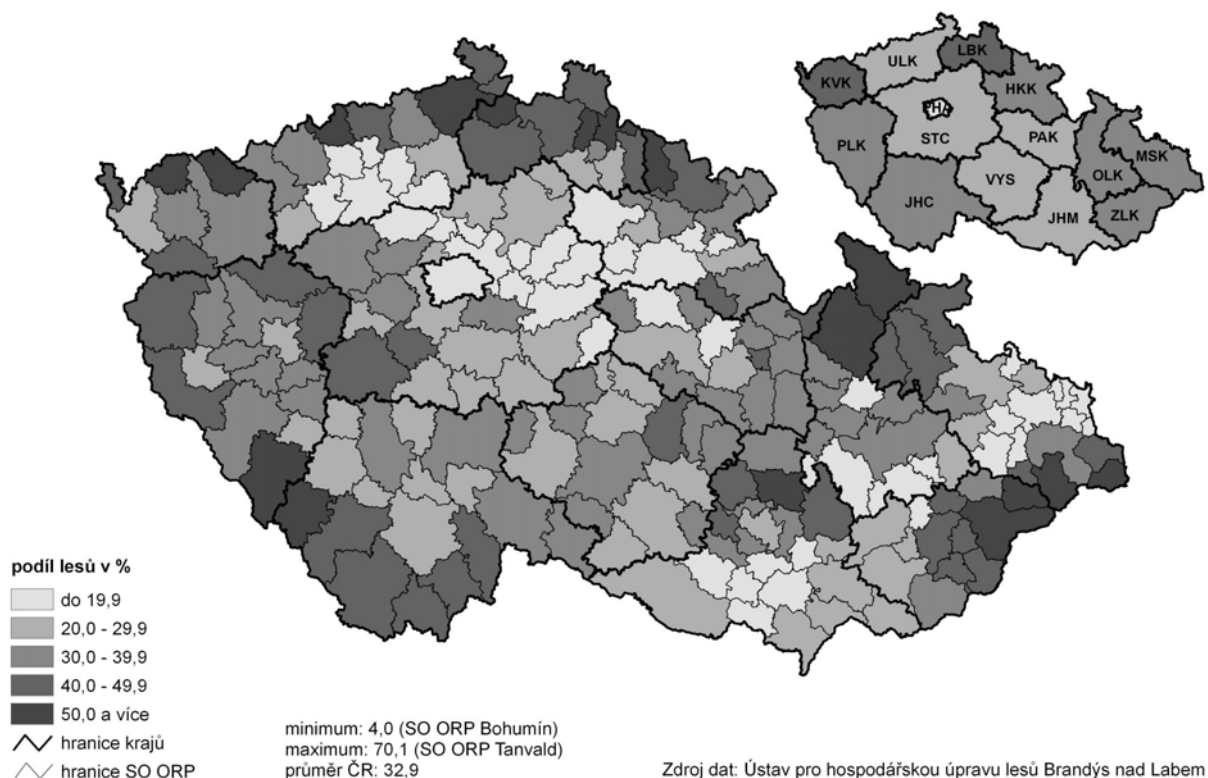 LBK
ULK
KVK
HKK
PHA
STC
PAK
PLK
MSK
OLK
VYS
JHC
ZLK
JHM
podíl lesů v %
do 19,9
20,0 - 29,9
30,0 - 39,9
40,0 - 49,9
50,0 a více
hranice krajů
hranice SO ORP
minimum: 4,0 (SO ORP Bohumín)
maximum: 70,1 (SO ORP Tanvald)
průměr ČR: 32,9
Zdroj dat: Ústav pro hospodářskou úpravu lesů Brandýs nad Labem